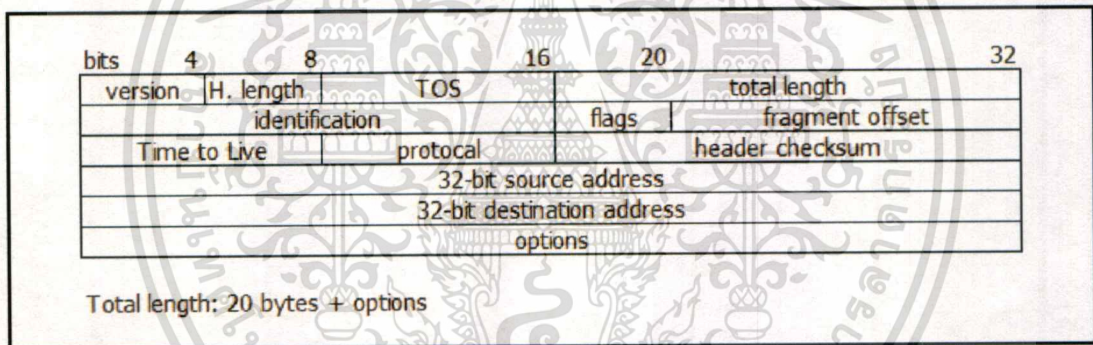 bits 4 8 16 20 32
version H. length TOS total length
identification flags fragment offset
Time to Live protocal header checksum
32-bit source address
32-bit destination address
options
Total length: 20 bytes + options